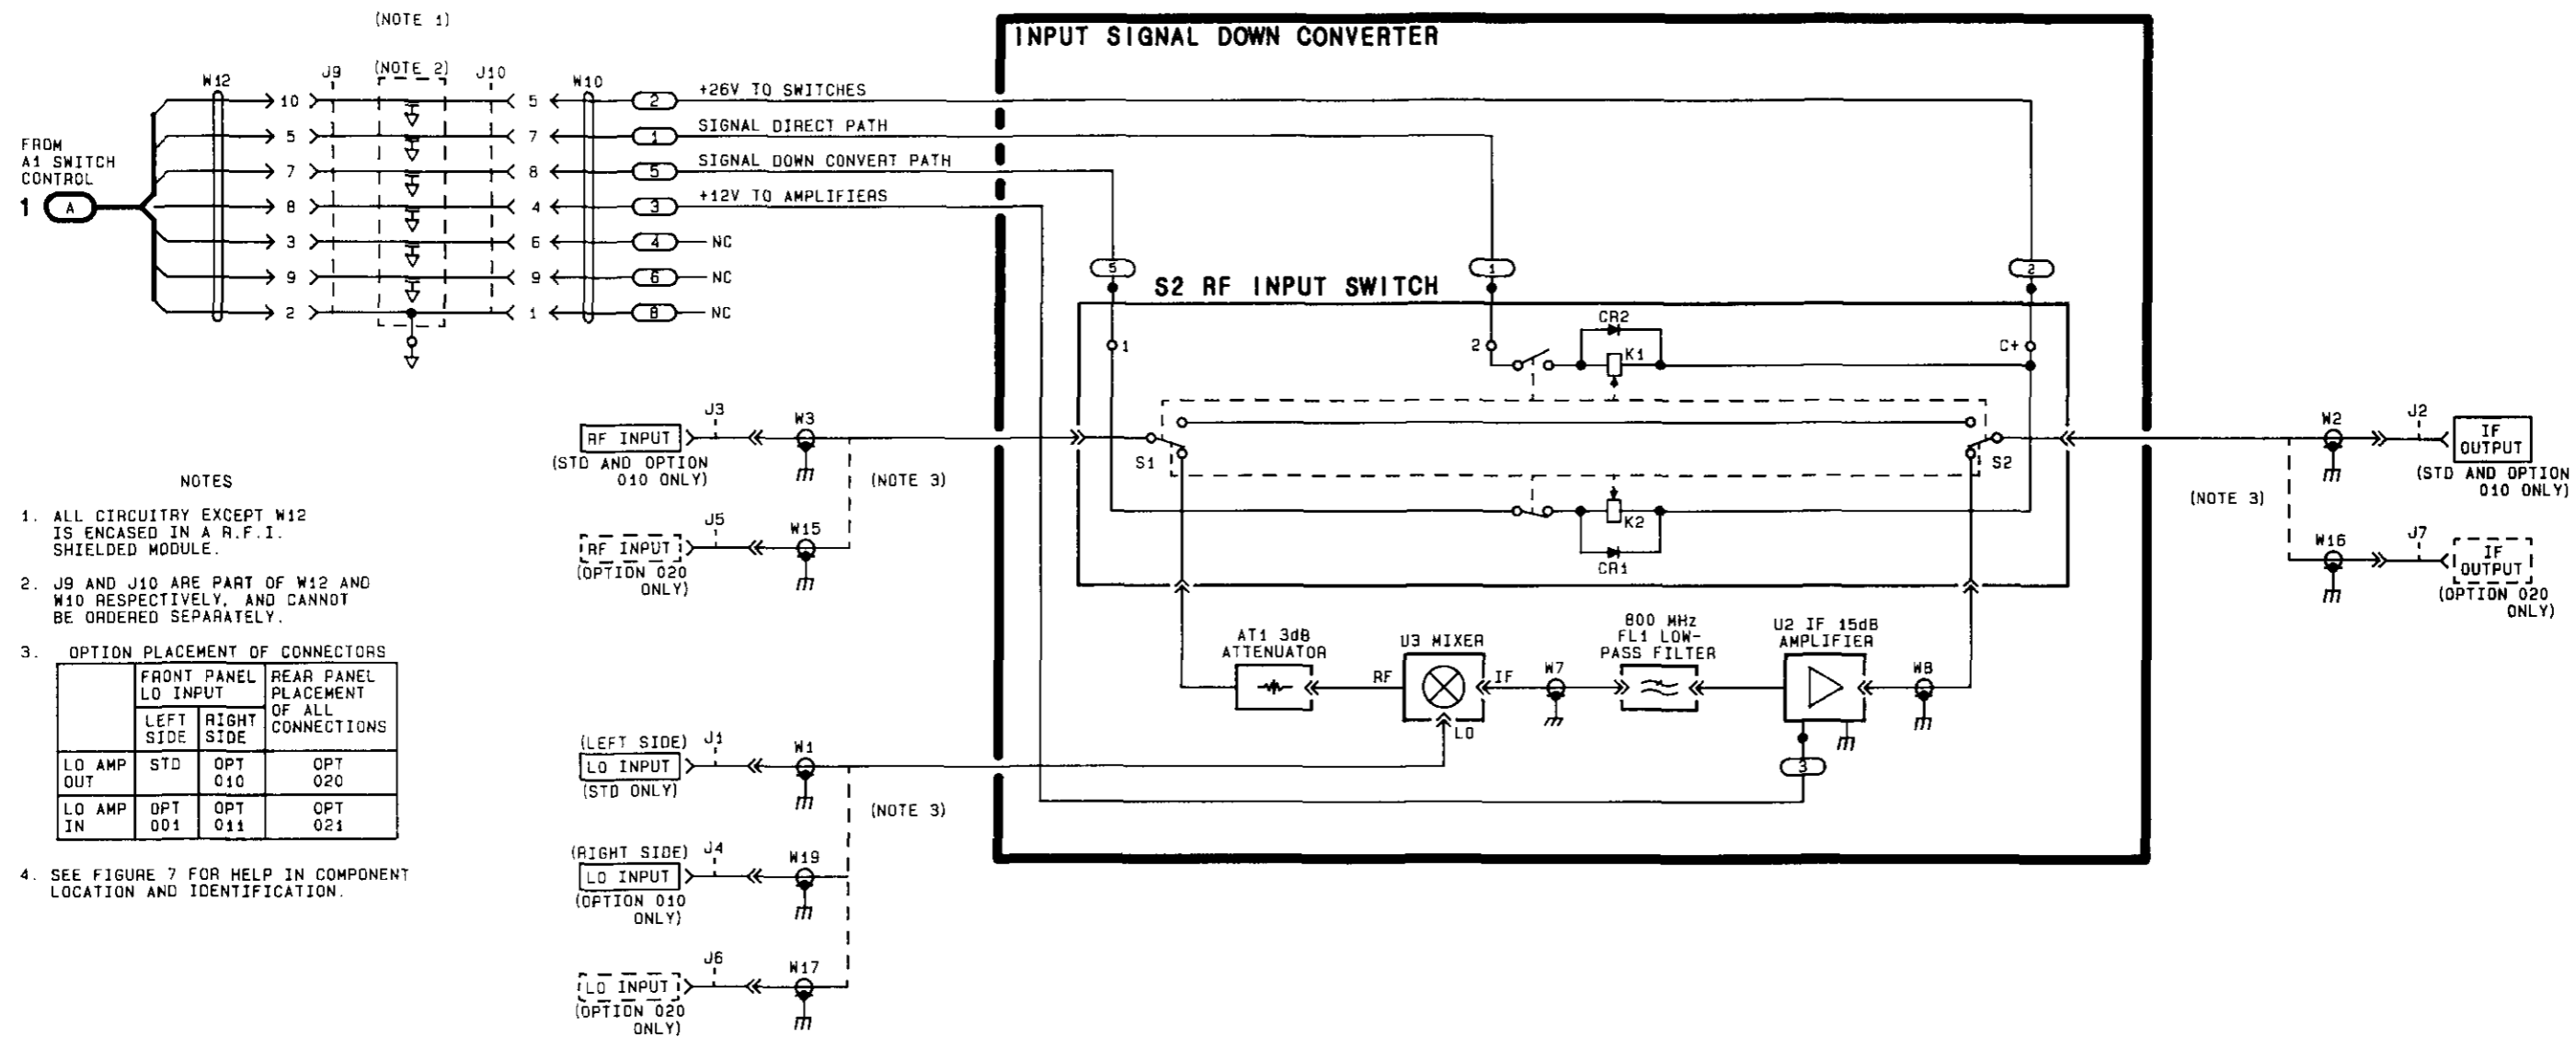 (NOTE 1)
INPUT SIGNAL DOWN CONVERTER
W12 J9 (NOTE 2) J10 W10
10 5 2 +26V TO SWITCHES
5 7 1 SIGNAL DIRECT PATH
7 8 5 SIGNAL DOWN CONVERT PATH
8 4 3 +12V TO AMPLIFIERS
3 6 4 NC
9 9 6 NC
2 1 8 NC
FROM
A1 SWITCH
CONTROL
1 A
5 1 2
S2 RF INPUT SWITCH
1 2 CR2 K1 C+
S1 S2
K2
CR1
J3 W3
RF INPUT
(STD AND OPTION
010 ONLY)
(NOTE 3)
J5 W15
RF INPUT
(OPTION 020
ONLY)
W2 J2
IF
OUTPUT
(STD AND OPTION
010 ONLY)
(NOTE 3)
W16 J7
IF
OUTPUT
(OPTION 020
ONLY)
AT1 3dB
ATTENUATOR
U3 MIXER
RF IF
LO
W7
800 MHz
FL1 LOW-
PASS FILTER
U2 IF 15dB
AMPLIFIER
W8
3
(LEFT SIDE) J1 W1
LO INPUT
(STD ONLY)
(NOTE 3)
(RIGHT SIDE) J4 W19
LO INPUT
(OPTION 010
ONLY)
J6 W17
LO INPUT
(OPTION 020
ONLY)
NOTES
1. ALL CIRCUITRY EXCEPT W12
IS ENCASED IN A R.F.I.
SHIELDED MODULE.
2. J9 AND J10 ARE PART OF W12 AND
W10 RESPECTIVELY, AND CANNOT
BE ORDERED SEPARATELY.
3. OPTION PLACEMENT OF CONNECTORS
FRONT PANEL
LO INPUT
REAR PANEL
PLACEMENT
OF ALL
CONNECTIONS
LEFT
SIDE
RIGHT
SIDE
LO AMP
OUT
STD
OPT
010
OPT
020
LO AMP
IN
OPT
001
OPT
011
OPT
021
4. SEE FIGURE 7 FOR HELP IN COMPONENT
LOCATION AND IDENTIFICATION.